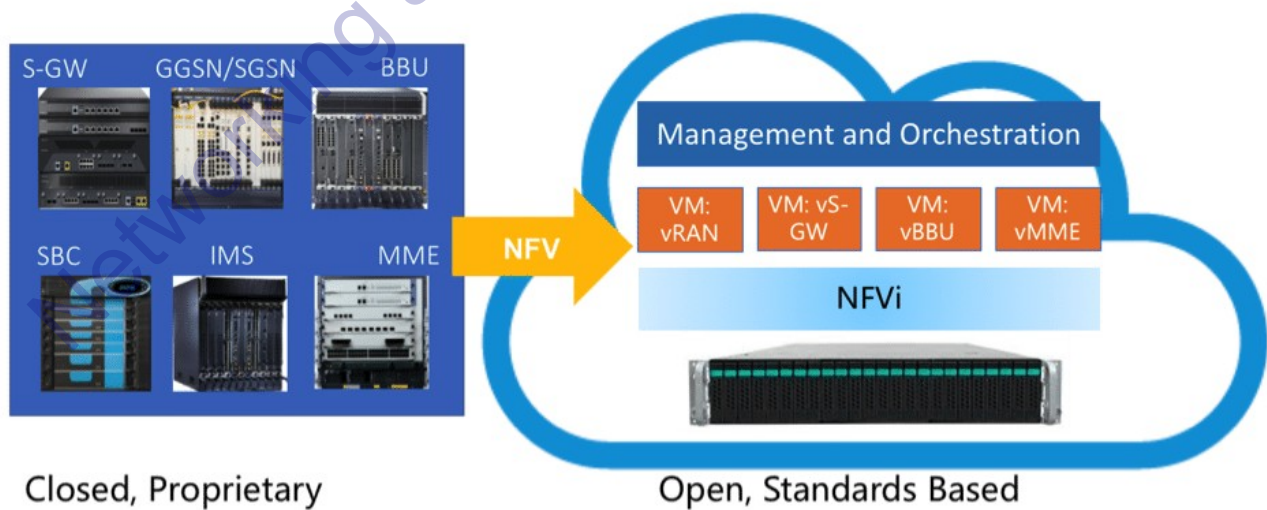 Networking
S-GW GGSN/SGSN BBU
SBC IMS MME
NFV
Management and Orchestration
VM: vRAN
VM: vS-GW
VM: vBBU
VM: vMME
NFVi
Closed, Proprietary
Open, Standards Based